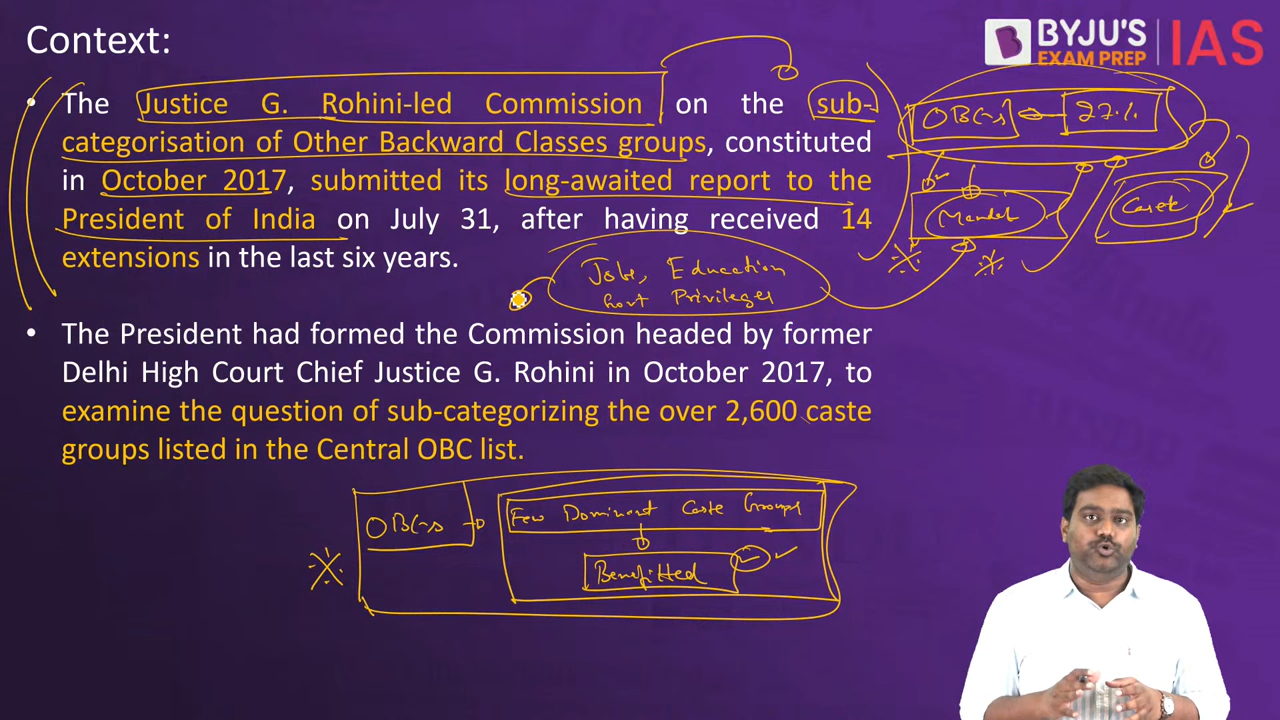 Context:
BYJU'S
EXAM PREP
IAS
• The Justice G. Rohini-led Commission on the sub-
categorisation of Other Backward Classes groups, constituted
in October 2017, submitted its long-awaited report to the
President of India on July 31, after having received 14
extensions in the last six years.
OBCs 27%
Mandal
Caste
Jobs, Education
Govt Privileges
• The President had formed the Commission headed by former
Delhi High Court Chief Justice G. Rohini in October 2017, to
examine the question of sub-categorizing the over 2,600 caste
groups listed in the Central OBC list.
OBCs Few Dominant Caste Groups
Benefitted